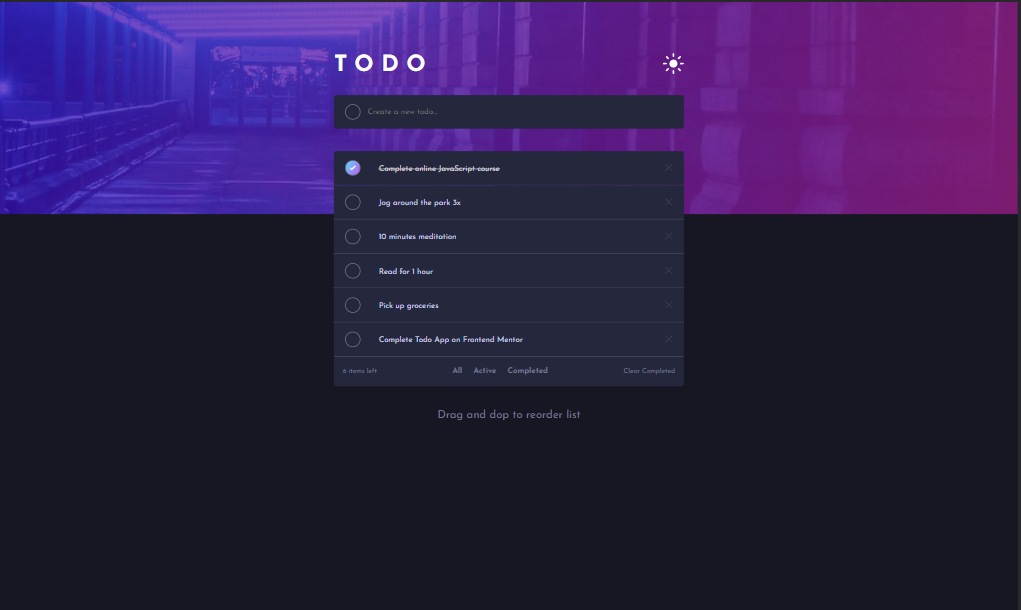 TODO
Create a new todo...
Complete online JavaScript course
Jog around the park 3x
10 minutes meditation
Read for 1 hour
Pick up groceries
Complete Todo App on Frontend Mentor
6 items left All Active Completed Clear Completed
Drag and dop to reorder list